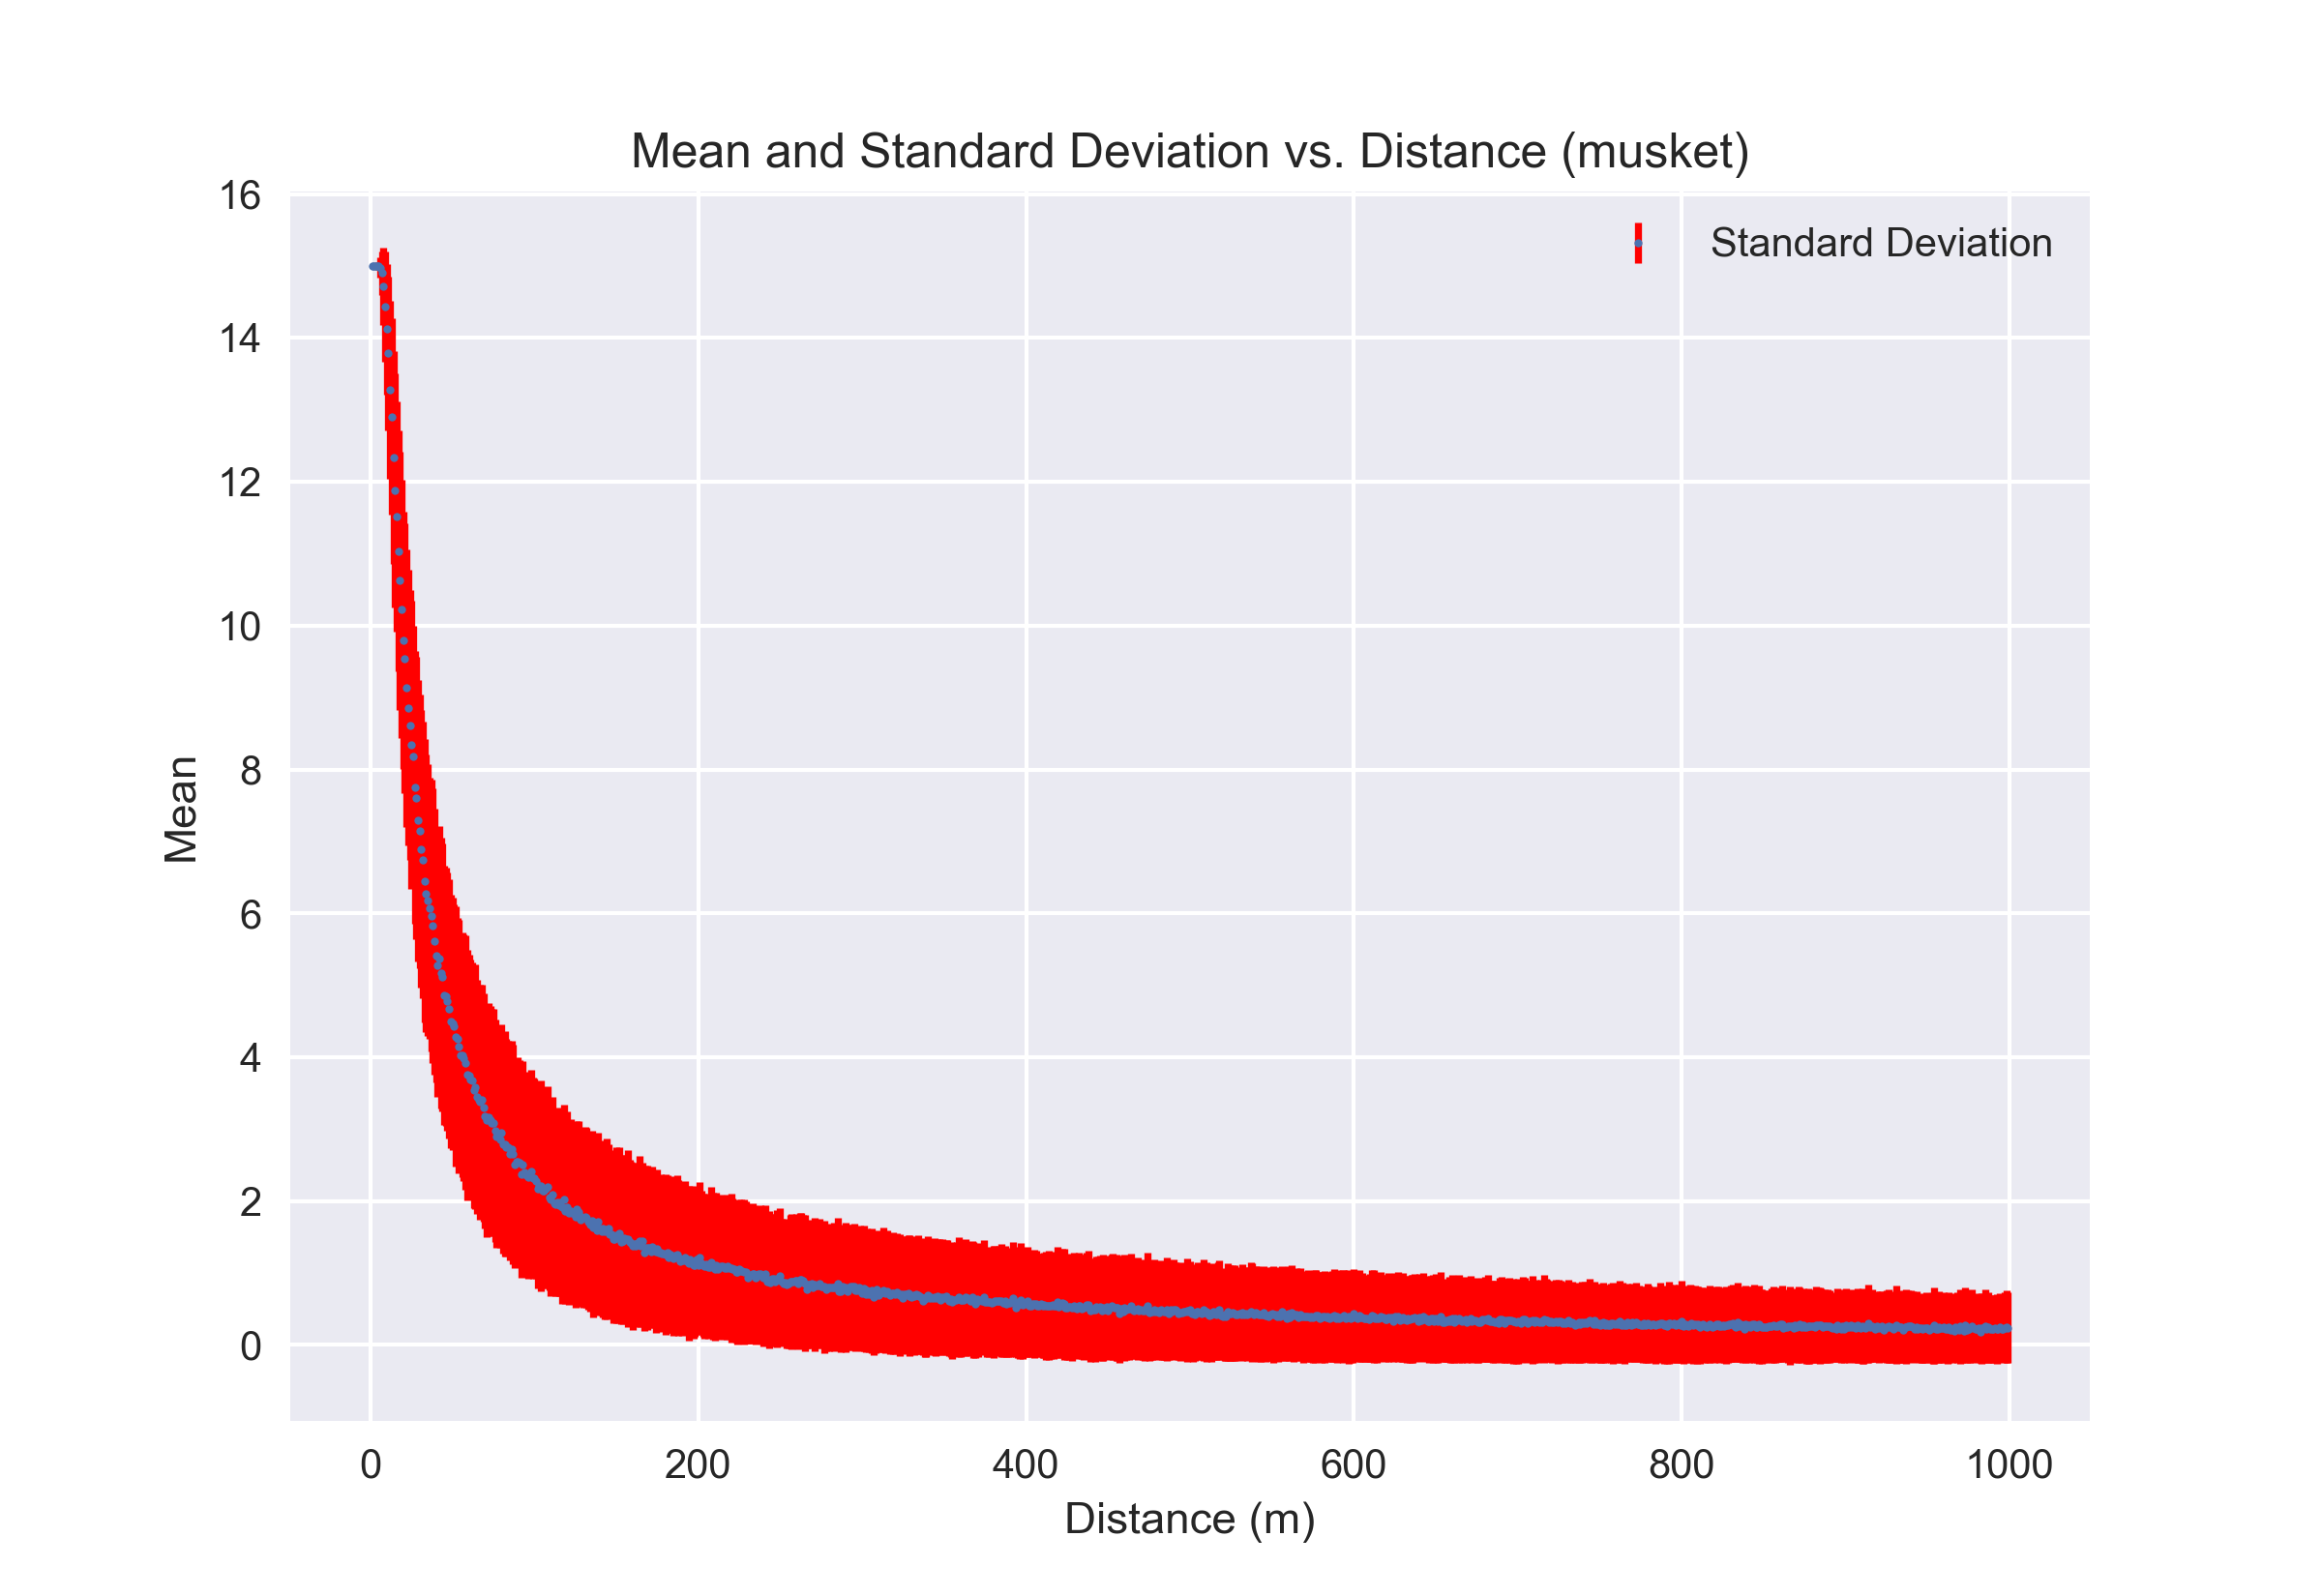 Mean and Standard Deviation vs. Distance (musket)
Standard Deviation
16
14
12
10
8
6
4
2
0
Mean
0 200 400 600 800 1000
Distance (m)